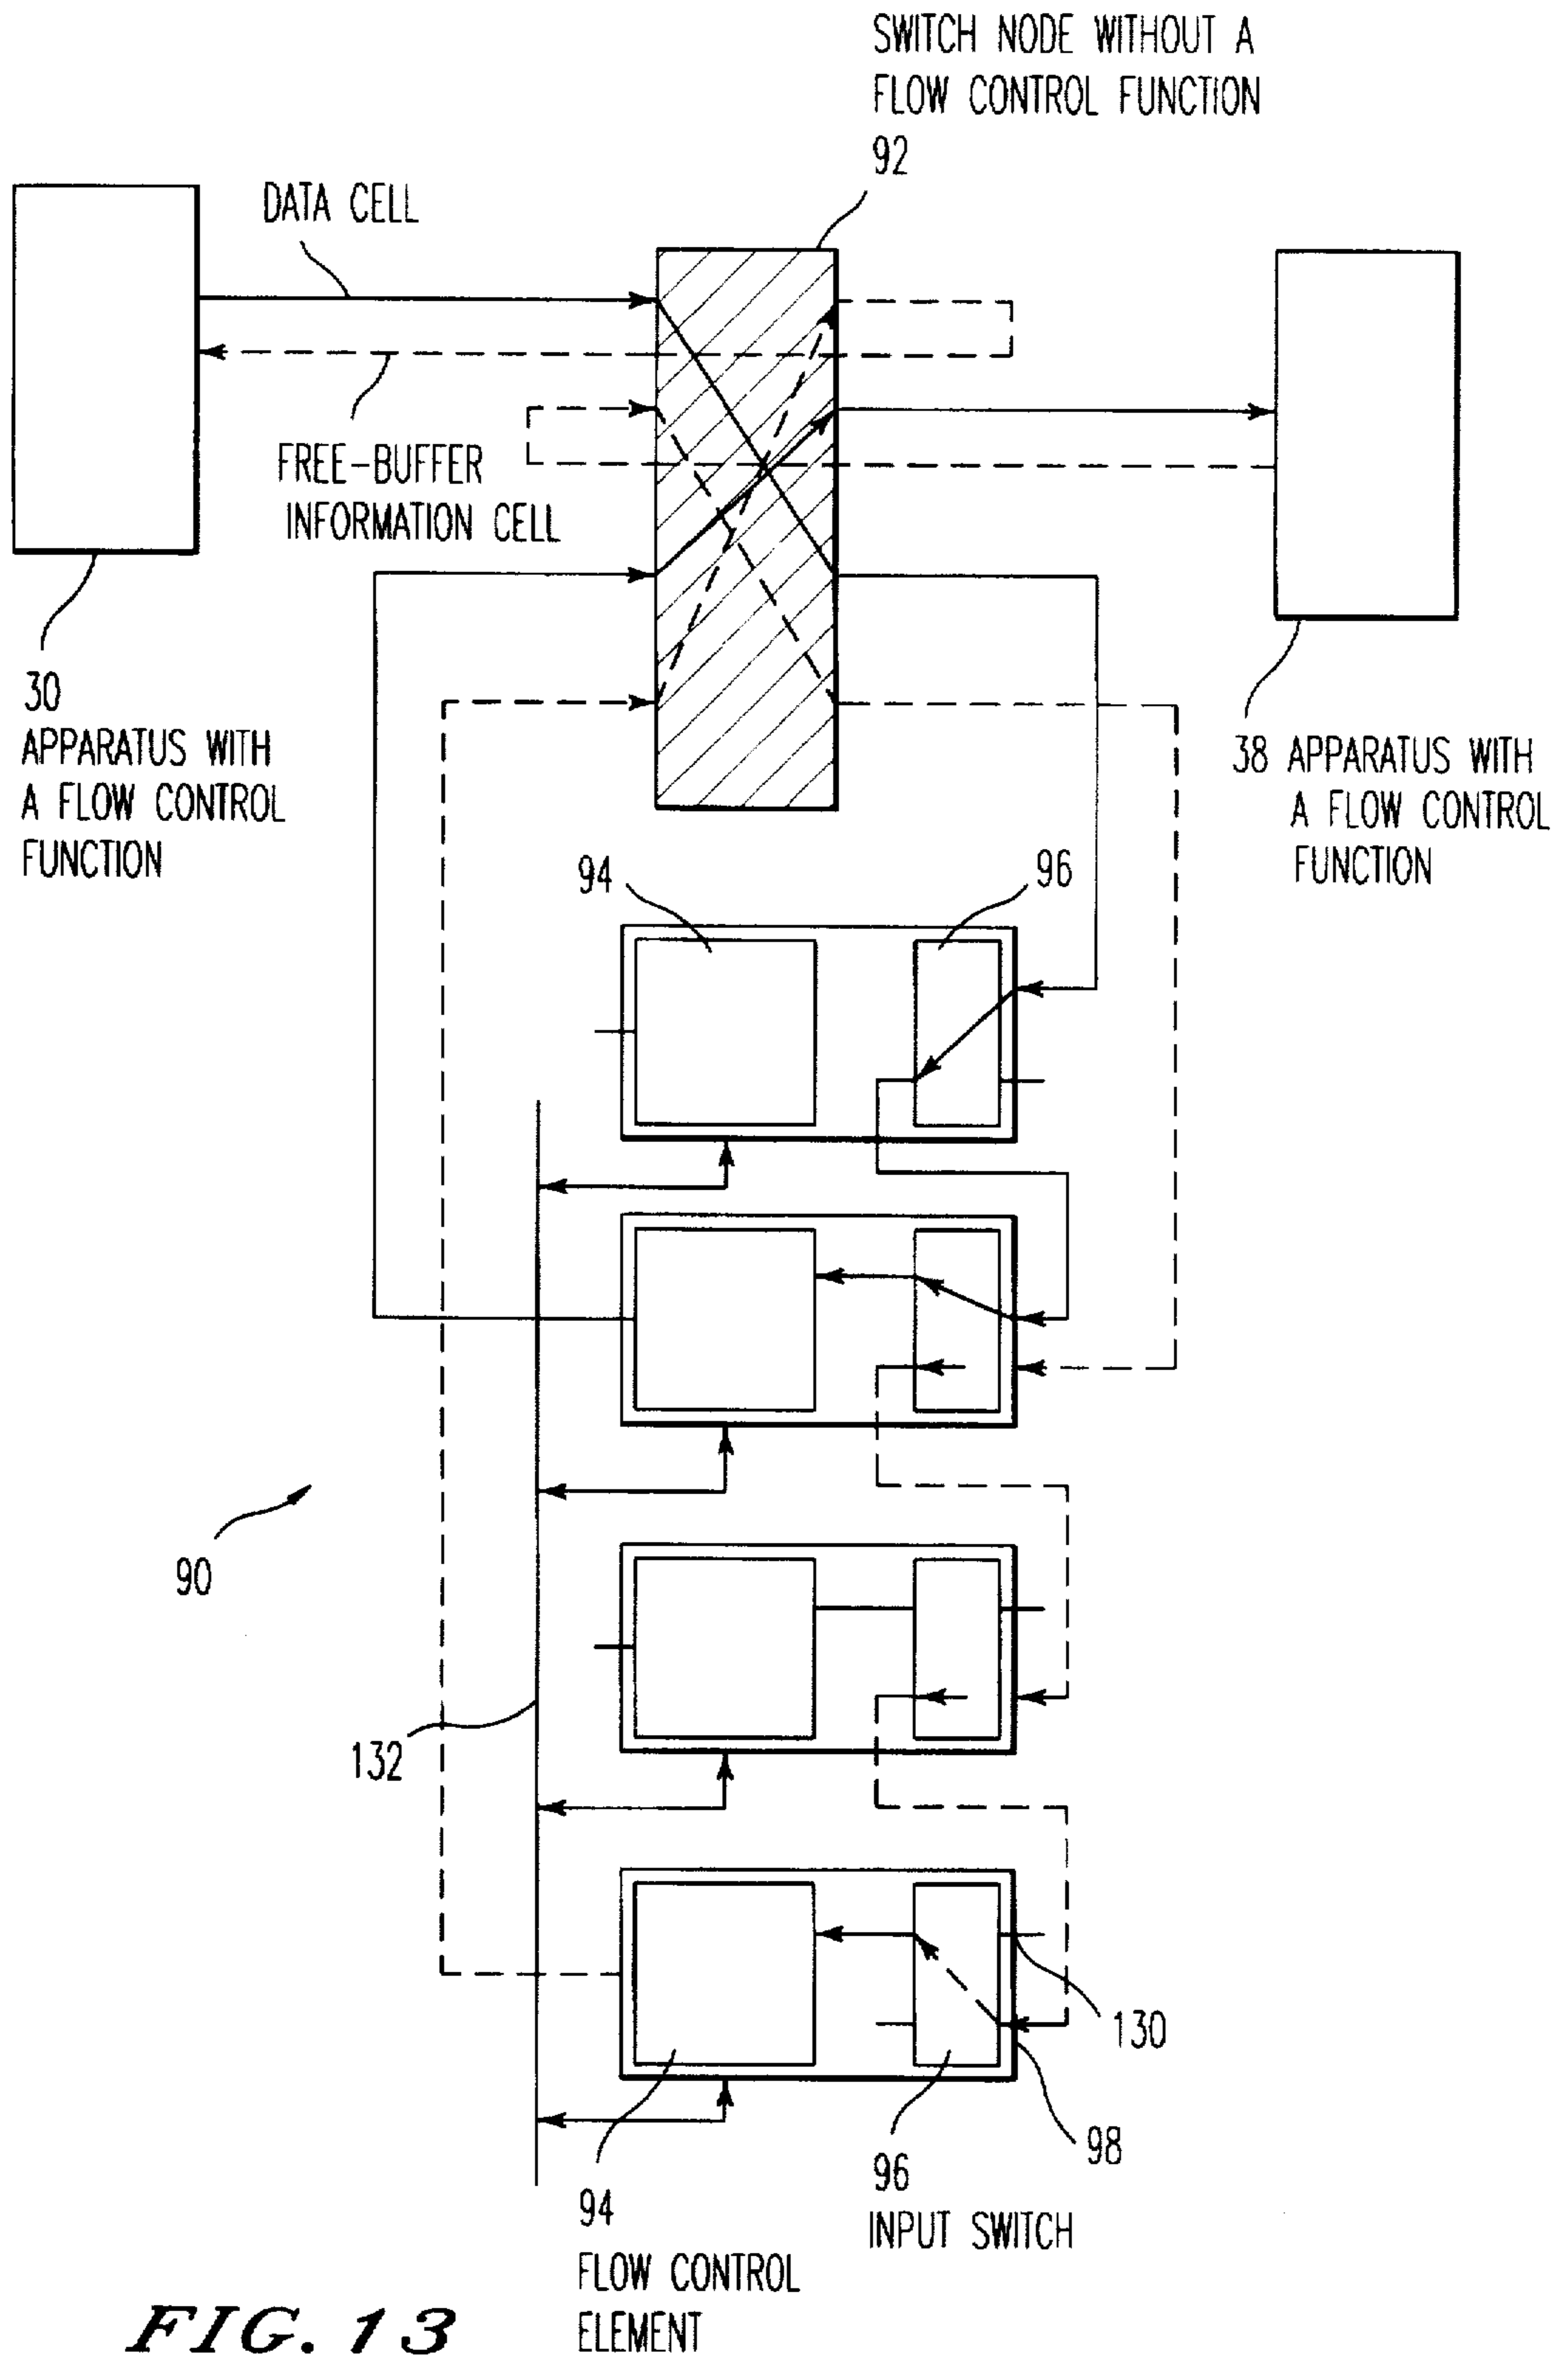 SWITCH NODE WITHOUT A
FLOW CONTROL FUNCTION
92
DATA CELL
FREE-BUFFER
INFORMATION CELL
30
APPARATUS WITH
A FLOW CONTROL
FUNCTION
38 APPARATUS WITH
A FLOW CONTROL
FUNCTION
94
96
90
132
130
98
96
INPUT SWITCH
94
FLOW CONTROL
ELEMENT
FIG. 13